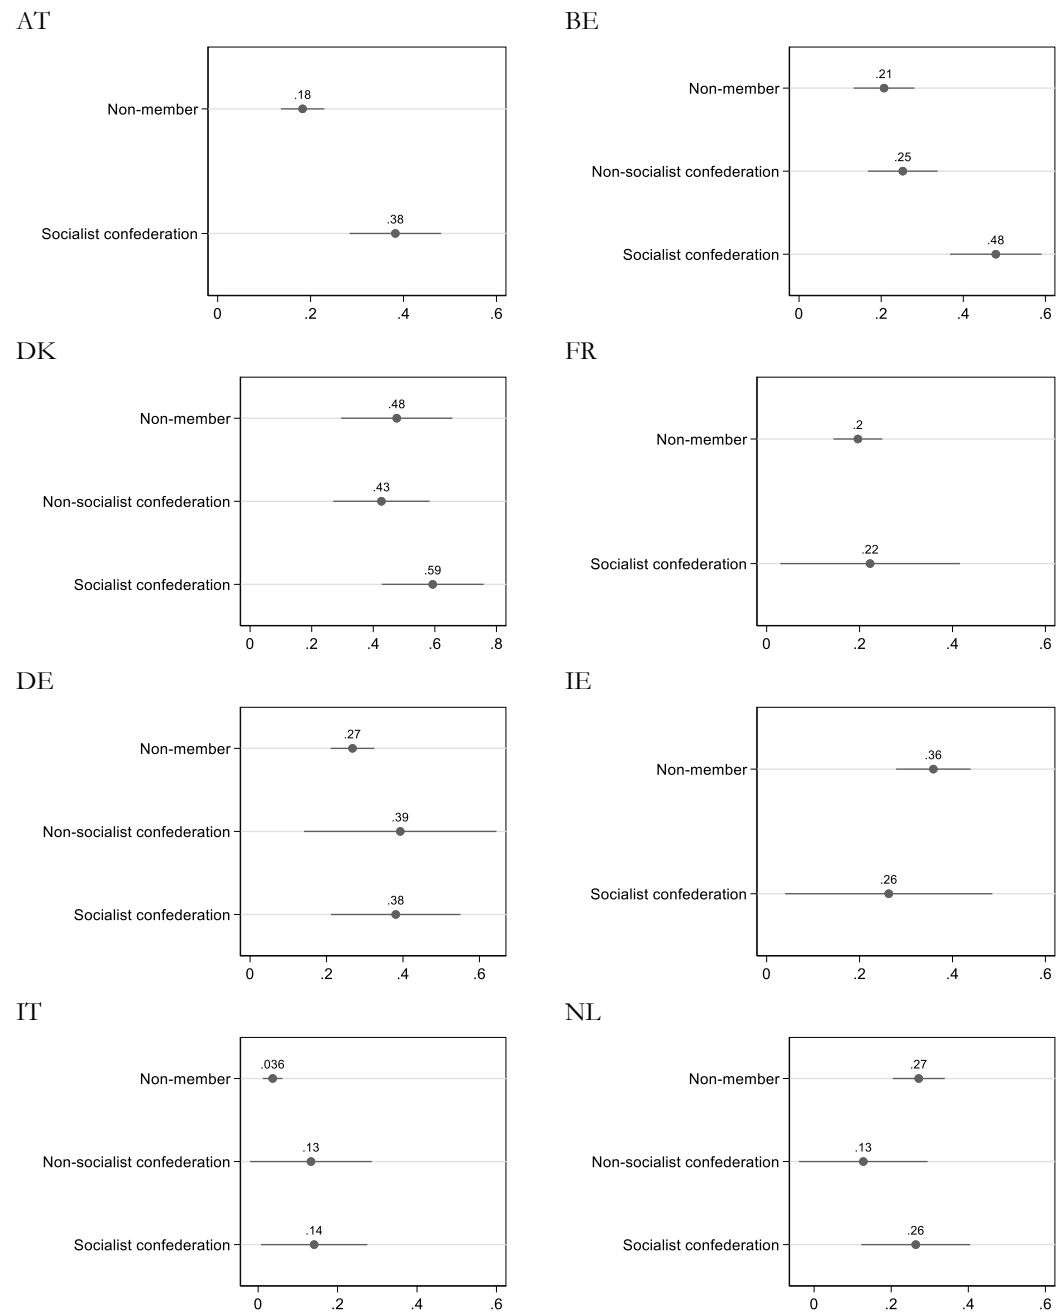 AT
.18
Non-member
.38
Socialist confederation
0 .2 .4 .6
BE
.21
Non-member
.25
Non-socialist confederation
.48
Socialist confederation
0 .2 .4 .6
DK
.48
Non-member
.43
Non-socialist confederation
.59
Socialist confederation
0 .2 .4 .6 .8
FR
.2
Non-member
.22
Socialist confederation
0 .2 .4 .6
DE
.27
Non-member
.39
Non-socialist confederation
.38
Socialist confederation
0 .2 .4 .6
IE
.36
Non-member
.26
Socialist confederation
0 .2 .4 .6
IT
.036
Non-member
.13
Non-socialist confederation
.14
Socialist confederation
0 .2 .4 .6
NL
.27
Non-member
.13
Non-socialist confederation
.26
Socialist confederation
0 .2 .4 .6